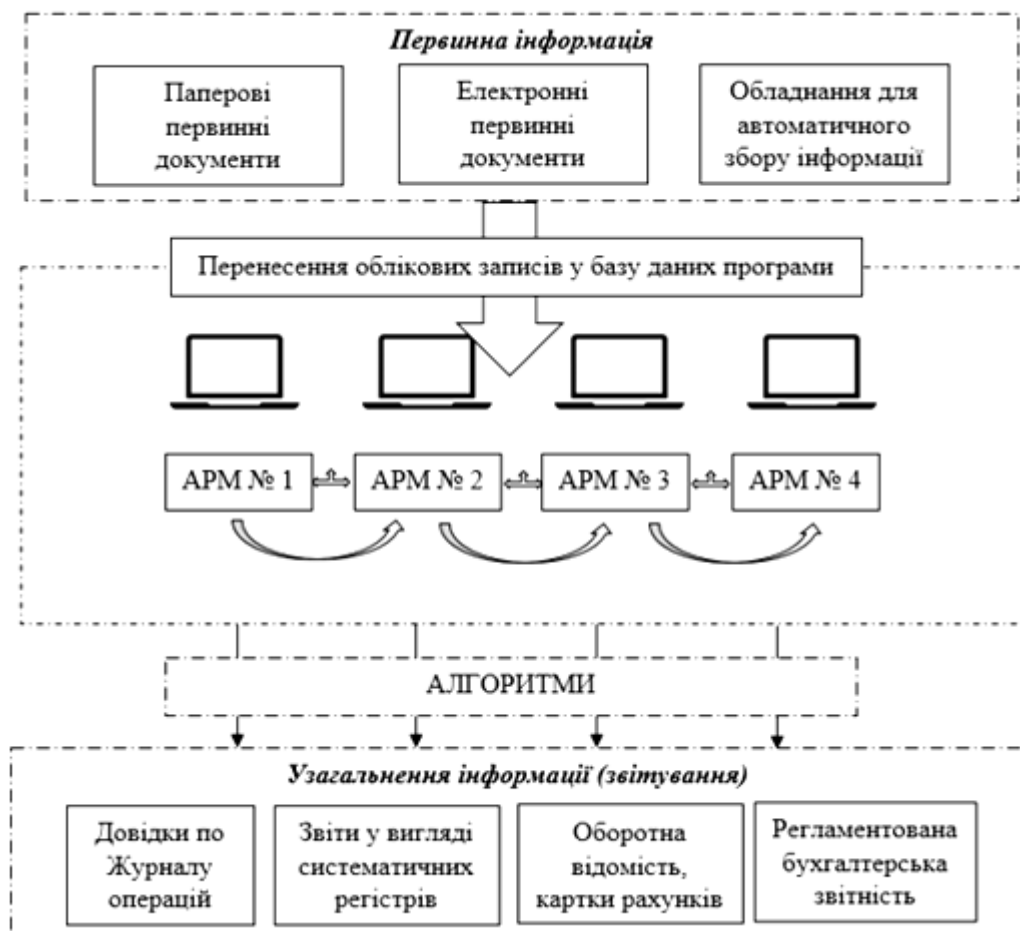 Первинна інформація
Паперові
первинні
документи
Електронні
первинні
документи
Обладнання для
автоматичного
збору інформації
Перенесення облікових записів у базу даних програми
АРМ № 1
АРМ № 2
АРМ № 3
АРМ № 4
АЛГОРИТМИ
Узагальнення інформації (звітування)
Довідки по
Журналу
операцій
Звіти у вигляді
систематичних
регістрів
Оборотна
відомість,
картки рахунків
Регламентована
бухгалтерська
звітність